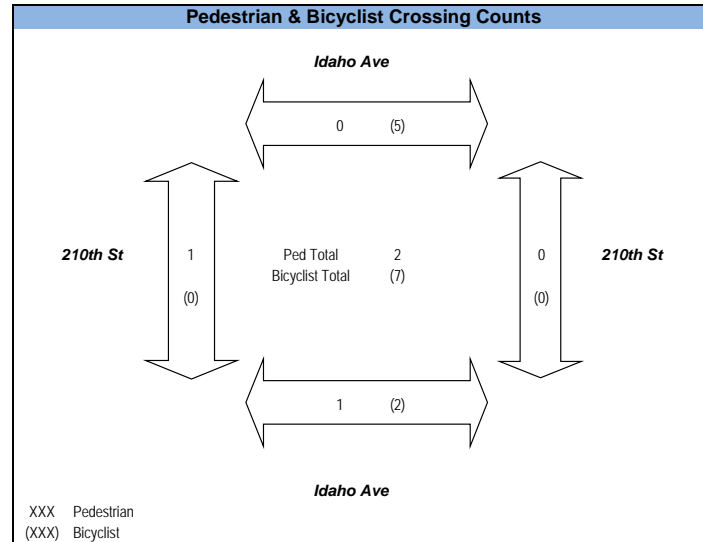 Pedestrian & Bicyclist Crossing Counts
Idaho Ave
0 (5)
210th St 1 Ped Total 2 0 210th St
Bicyclist Total (7)
(0) (0)
1 (2)
Idaho Ave
XXX Pedestrian
(XXX) Bicyclist